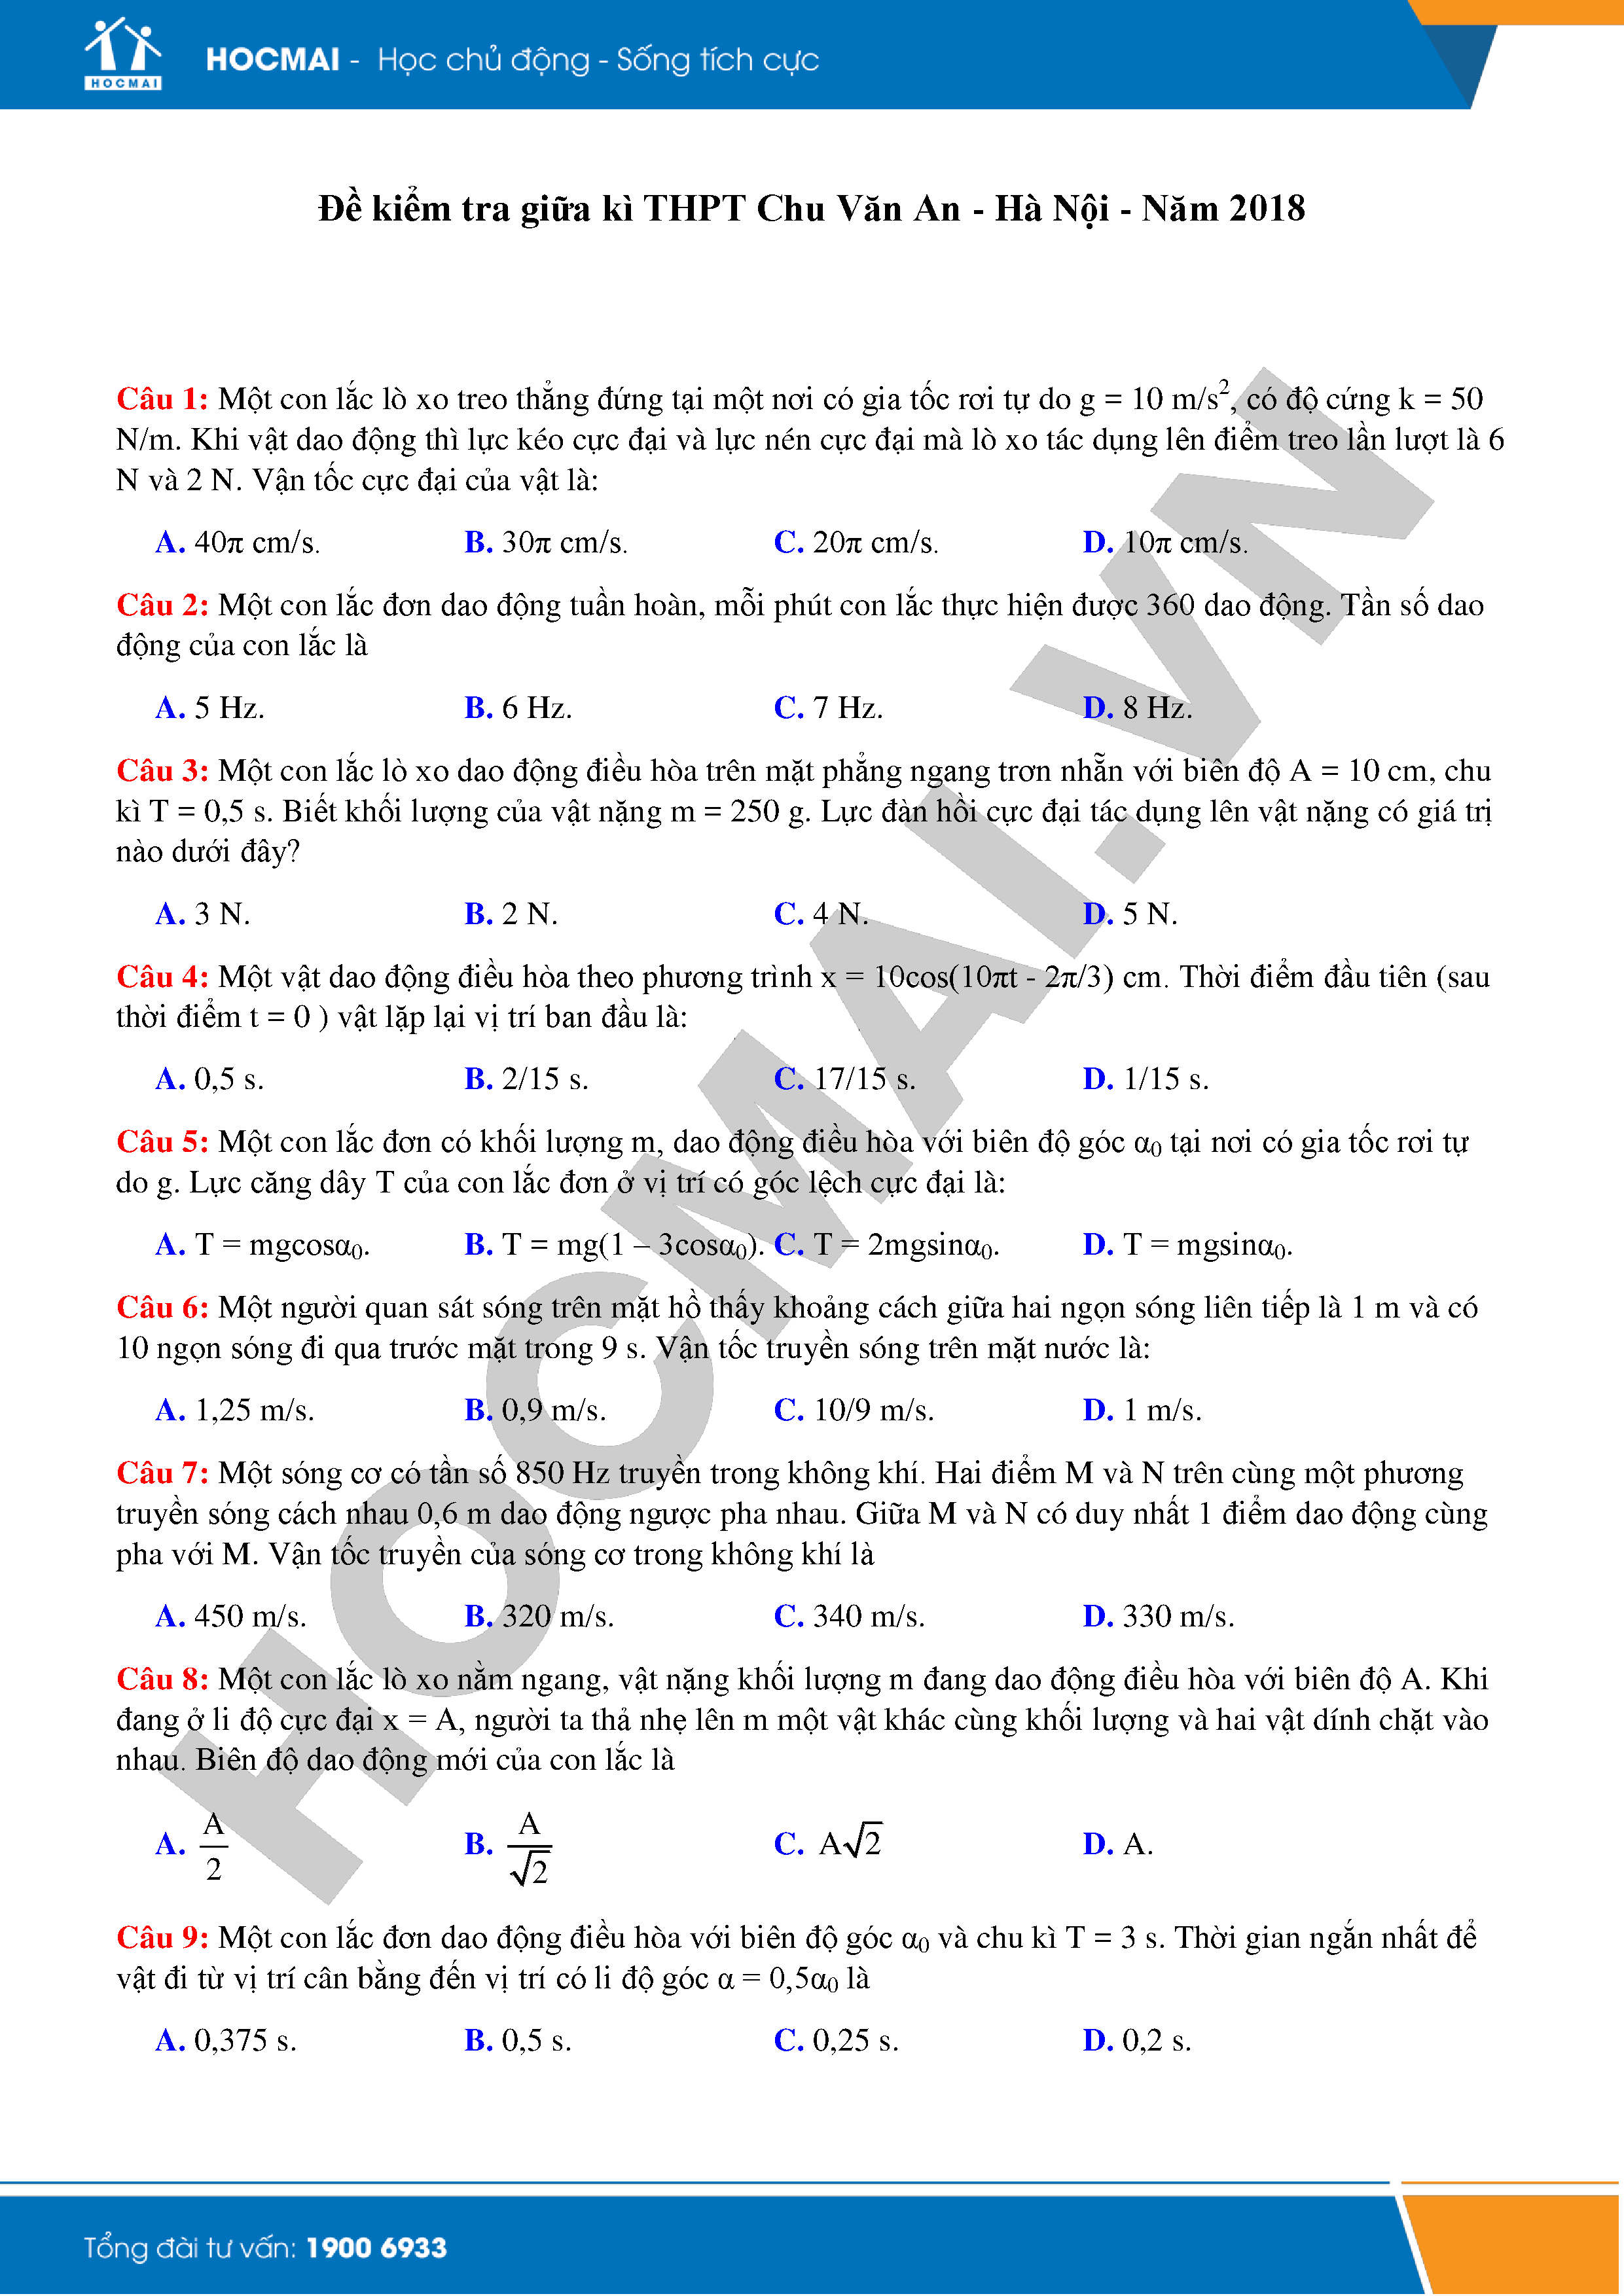 HOCMAI
HOCMAI - Học chủ động - Sống tích cực
Đề kiểm tra giữa kì THPT Chu Văn An - Hà Nội - Năm 2018
Câu 1: Một con lắc lò xo treo thẳng đứng tại một nơi có gia tốc rơi tự do g = 10 m/s², có độ cứng k = 50
N/m. Khi vật dao động thì lực kéo cực đại và lực nén cực đại mà lò xo tác dụng lên điểm treo lần lượt là 6
N và 2 N. Vận tốc cực đại của vật là:
A. 40π cm/s. B. 30π cm/s. C. 20π cm/s. D. 10π cm/s.
Câu 2: Một con lắc đơn dao động tuần hoàn, mỗi phút con lắc thực hiện được 360 dao động. Tần số dao
động của con lắc là
A. 5 Hz. B. 6 Hz. C. 7 Hz. D. 8 Hz.
Câu 3: Một con lắc lò xo dao động điều hòa trên mặt phẳng ngang trơn nhẵn với biên độ A = 10 cm, chu
kì T = 0,5 s. Biết khối lượng của vật nặng m = 250 g. Lực đàn hồi cực đại tác dụng lên vật nặng có giá trị
nào dưới đây?
A. 3 N. B. 2 N. C. 4 N. D. 5 N.
Câu 4: Một vật dao động điều hòa theo phương trình x = 10cos(10πt - 2π/3) cm. Thời điểm đầu tiên (sau
thời điểm t = 0 ) vật lặp lại vị trí ban đầu là:
A. 0,5 s. B. 2/15 s. C. 17/15 s. D. 1/15 s.
Câu 5: Một con lắc đơn có khối lượng m, dao động điều hòa với biên độ góc α₀ tại nơi có gia tốc rơi tự
do g. Lực căng dây T của con lắc đơn ở vị trí có góc lệch cực đại là:
A. T = mgcosα₀. B. T = mg(1 – 3cosα₀). C. T = 2mgsinα₀. D. T = mgsinα₀.
Câu 6: Một người quan sát sóng trên mặt hồ thấy khoảng cách giữa hai ngọn sóng liên tiếp là 1 m và có
10 ngọn sóng đi qua trước mặt trong 9 s. Vận tốc truyền sóng trên mặt nước là:
A. 1,25 m/s. B. 0,9 m/s. C. 10/9 m/s. D. 1 m/s.
Câu 7: Một sóng cơ có tần số 850 Hz truyền trong không khí. Hai điểm M và N trên cùng một phương
truyền sóng cách nhau 0,6 m dao động ngược pha nhau. Giữa M và N có duy nhất 1 điểm dao động cùng
pha với M. Vận tốc truyền của sóng cơ trong không khí là
A. 450 m/s. B. 320 m/s. C. 340 m/s. D. 330 m/s.
Câu 8: Một con lắc lò xo nằm ngang, vật nặng khối lượng m đang dao động điều hòa với biên độ A. Khi
đang ở li độ cực đại x = A, người ta thả nhẹ lên m một vật khác cùng khối lượng và hai vật dính chặt vào
nhau. Biên độ dao động mới của con lắc là
A. A/2 B. A/√2 C. A√2 D. A.
Câu 9: Một con lắc đơn dao động điều hòa với biên độ góc α₀ và chu kì T = 3 s. Thời gian ngắn nhất để
vật đi từ vị trí cân bằng đến vị trí có li độ góc α = 0,5α₀ là
A. 0,375 s. B. 0,5 s. C. 0,25 s. D. 0,2 s.
HOCMAI.VN
Tổng đài tư vấn: 1900 6933